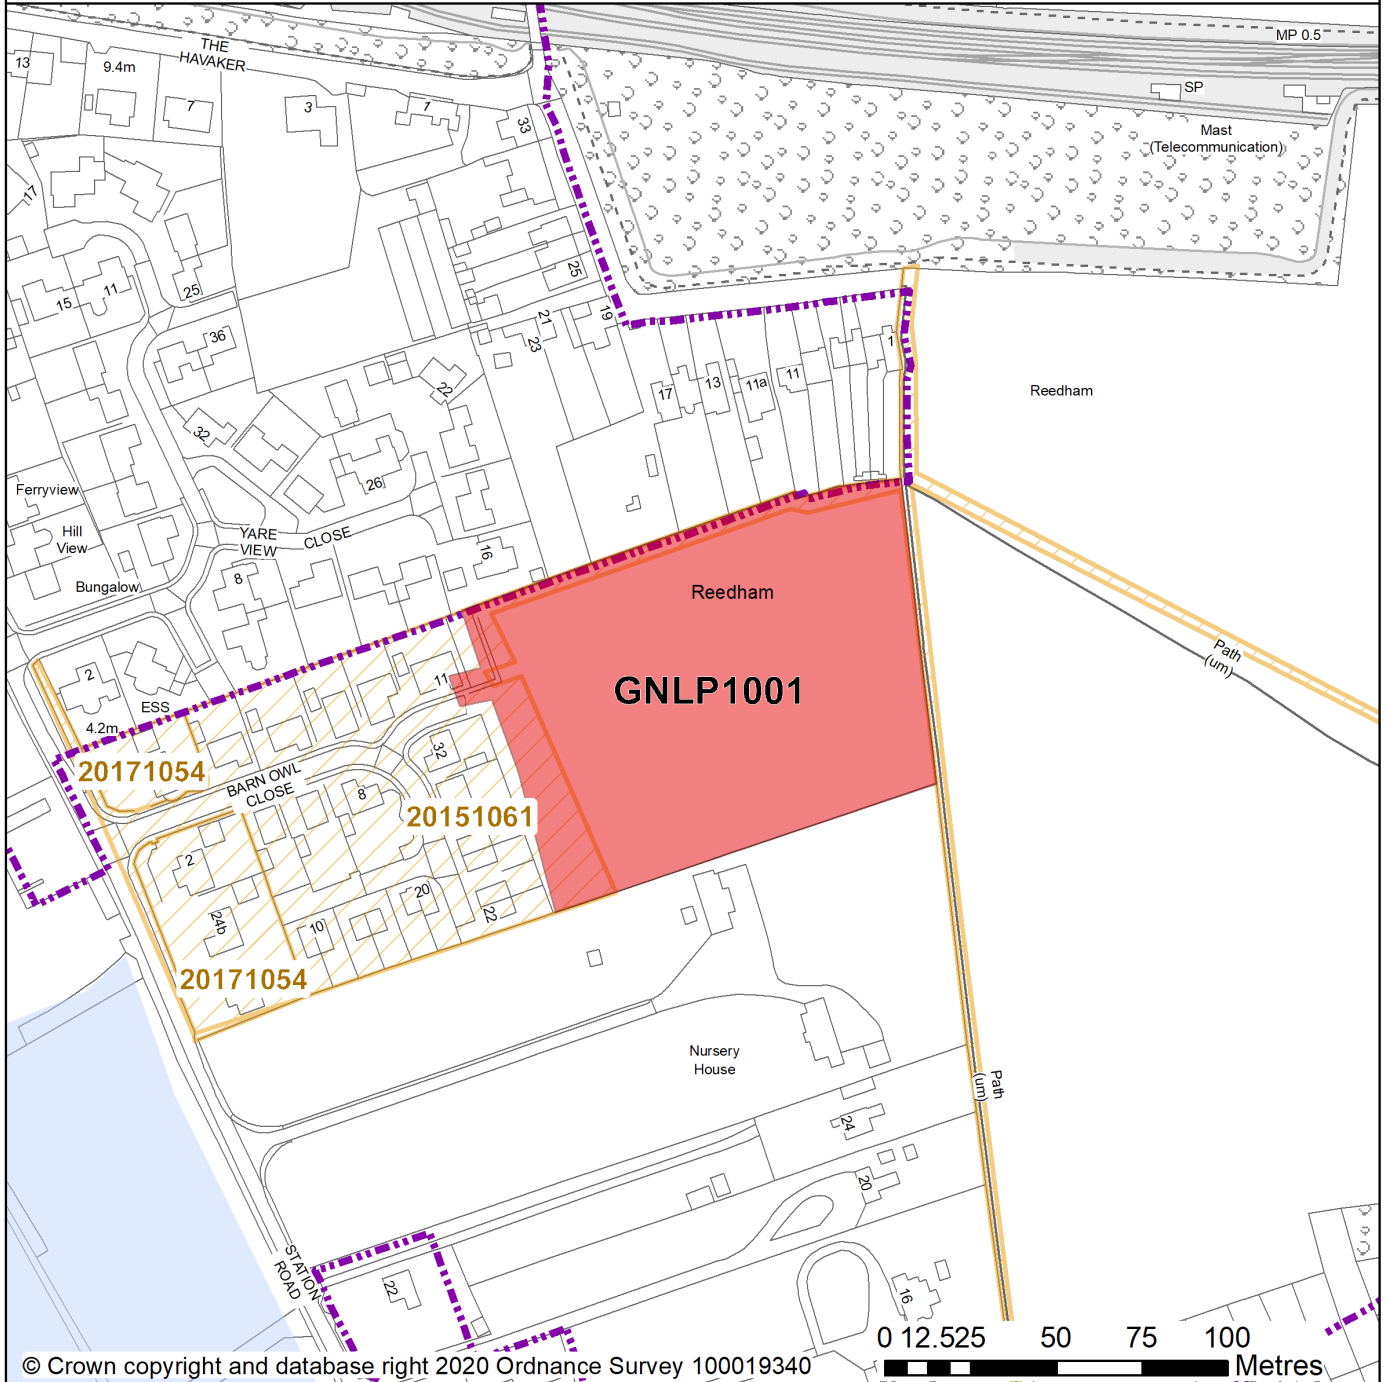 THE
HAVAKER
MP 0.5
13
9.4m
7
3
1
33
SP
Mast
(Telecommunication)
17
15
11
25
36
25
19
21
23
22
1
17
13
11a
11
Reedham
32
26
Ferryview
Hill
View
YARE
VIEW
CLOSE
16
Bungalow
8
Reedham
Path
(um)
2
11
GNLP1001
ESS
4.2m
20171054
BARN OWL
CLOSE
32
8
20151061
2
20
24b
10
22
20171054
Nursery
House
Path
(um)
24
20
STATION
ROAD
22
16
0 12.525 50 75 100
Metres
© Crown copyright and database right 2020 Ordnance Survey 100019340